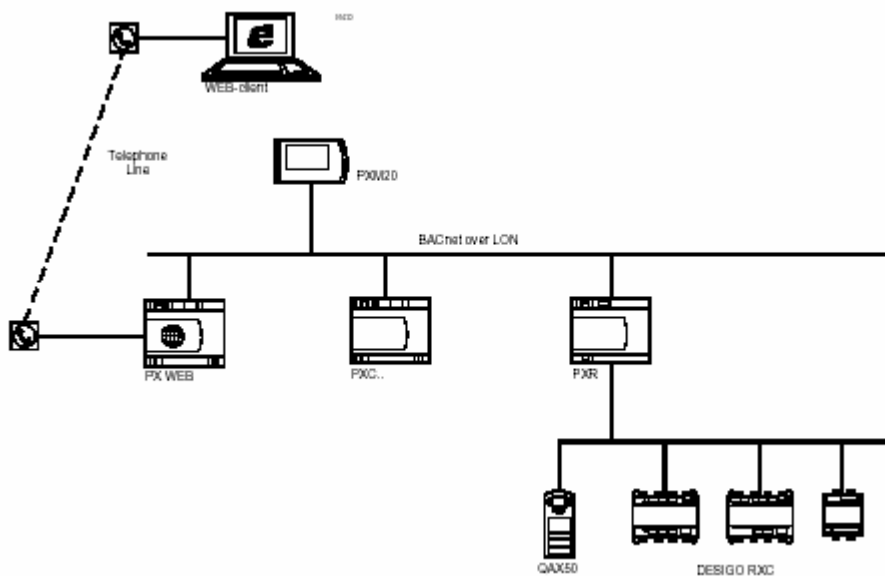 WEB-client
Telephone
Line
PXM20
BACnet over LON
PX WEB
PXC..
PXR
QAX50
DESIGO RXC